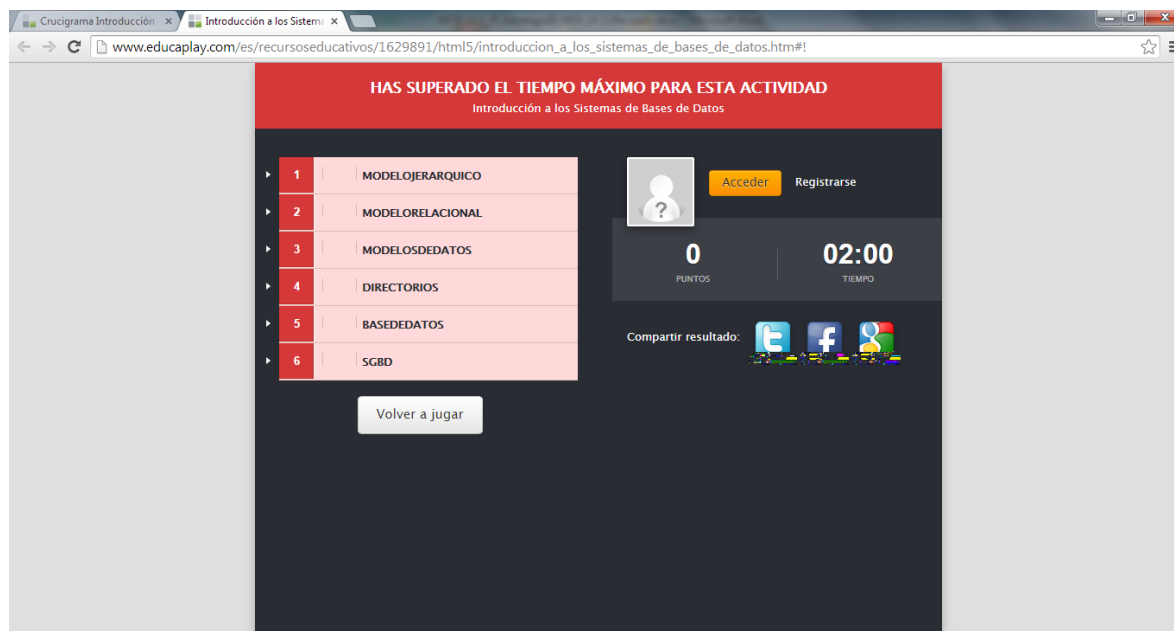 Crucigrama Introducción
Introducción a los Sistema
www.educaplay.com/es/recursoseducativos/1629891/html5/introduccion_a_los_sistemas_de_bases_de_datos.htm#!
HAS SUPERADO EL TIEMPO MÁXIMO PARA ESTA ACTIVIDAD
Introducción a los Sistemas de Bases de Datos
1 MODELOJERARQUICO
2 MODELORELACIONAL
3 MODELOSDEDATOS
4 DIRECTORIOS
5 BASEDEDATOS
6 SGBD
Volver a jugar
?
Acceder Registrarse
0 02:00
PUNTOS TIEMPO
Compartir resultado: